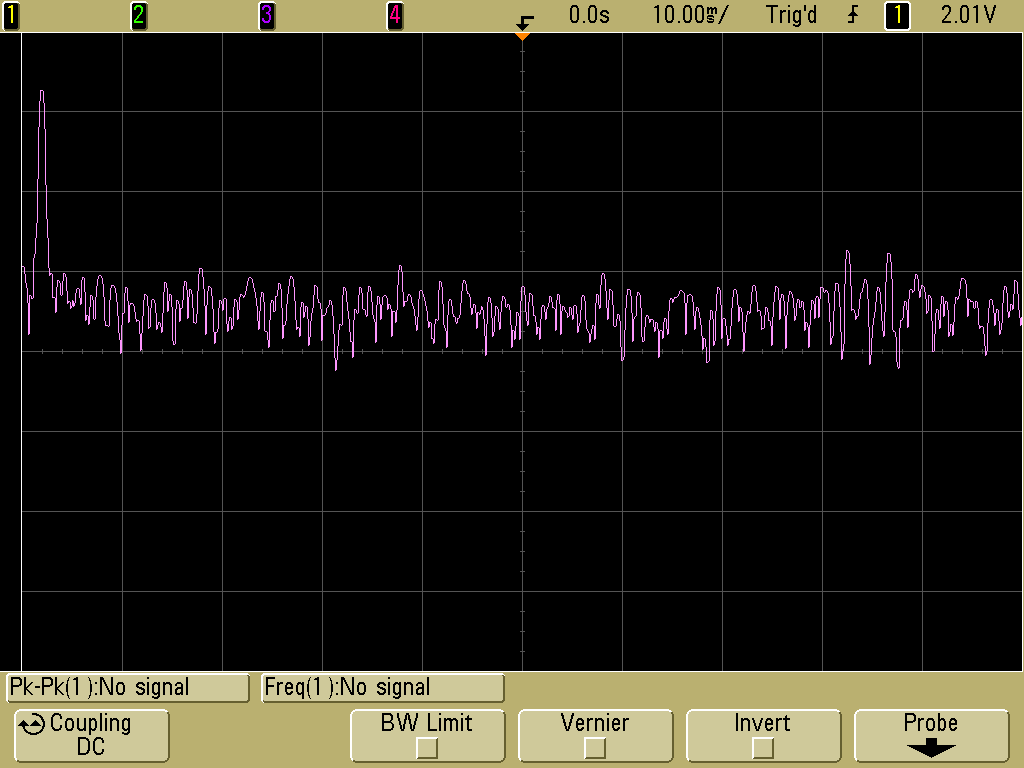 1 2 3 4 0.0s 10.00ms/ Trig'd 1 2.01V
Pk-Pk(1):No signal Freq(1):No signal
Coupling BW Limit Vernier Invert Probe
DC